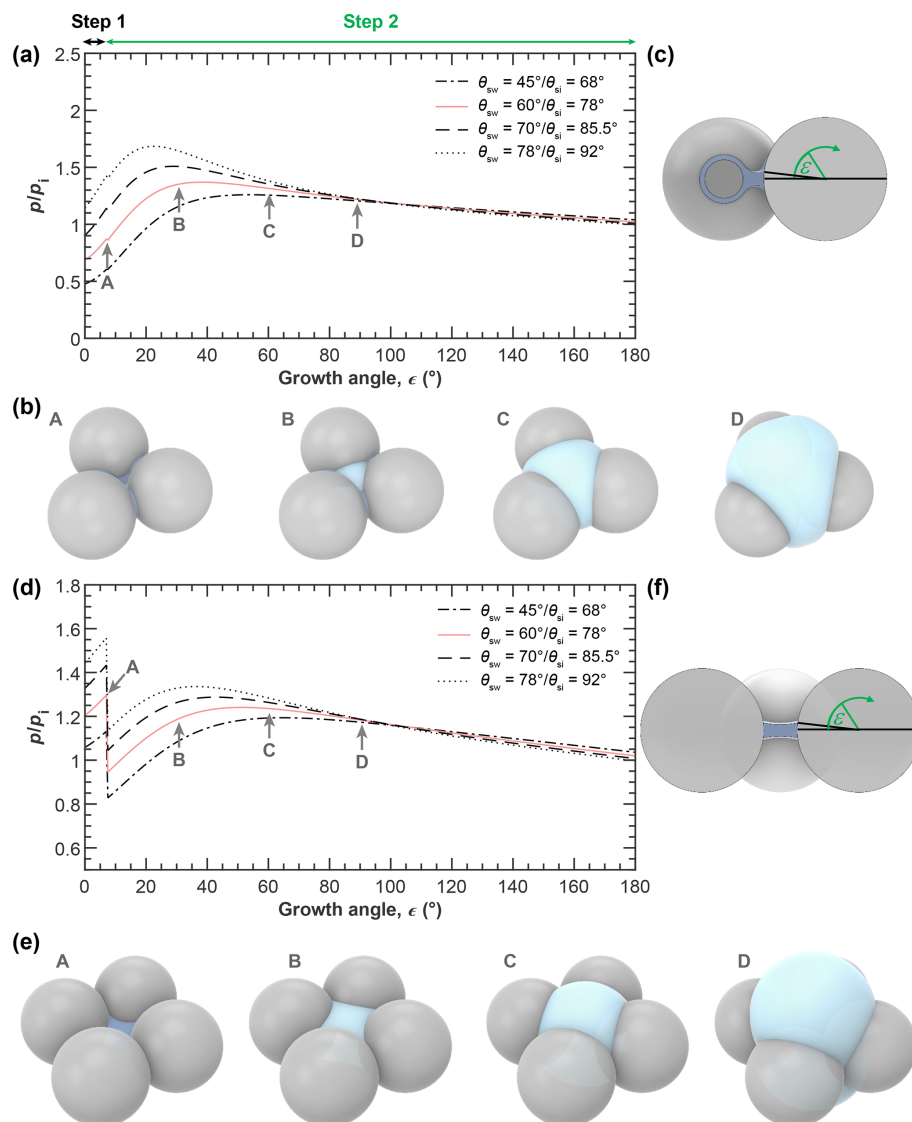 Step 1
Step 2
(a)
2.5
2
1.5
1
0.5
0
p/pᵢ
θsw = 45°/θsi = 68°
θsw = 60°/θsi = 78°
θsw = 70°/θsi = 85.5°
θsw = 78°/θsi = 92°
A
B
C
D
0 20 40 60 80 100 120 140 160 180
Growth angle, ϵ (°)
(c)
ε
(b)
A
B
C
D
(d)
1.8
1.6
1.4
1.2
1
0.8
0.6
p/pᵢ
θsw = 45°/θsi = 68°
θsw = 60°/θsi = 78°
θsw = 70°/θsi = 85.5°
θsw = 78°/θsi = 92°
A
B
C
D
0 20 40 60 80 100 120 140 160 180
Growth angle, ϵ (°)
(f)
ε
(e)
A
B
C
D